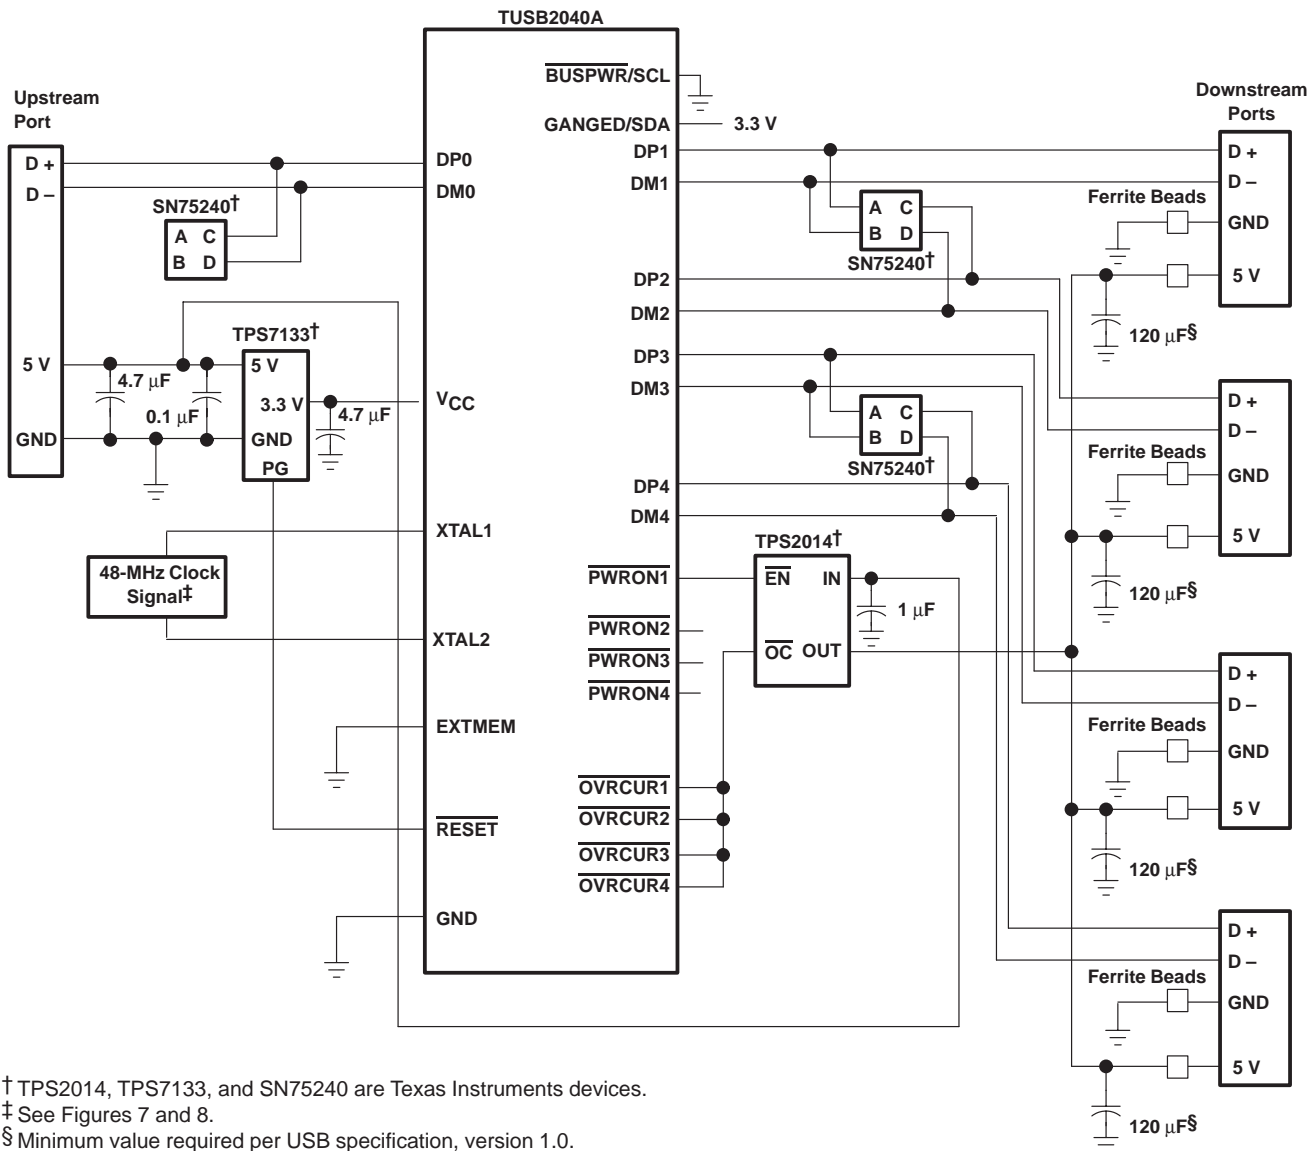 TUSB2040A
Upstream
Port
D +
D –
SN75240†
A C
B D
5 V
GND
4.7 μF
0.1 μF
TPS7133†
5 V
3.3 V
GND
PG
4.7 μF
48-MHz Clock
Signal‡
DP0
DM0
VCC
XTAL1
XTAL2
EXTMEM
RESET
GND
BUSPWR/SCL
GANGED/SDA
3.3 V
DP1
DM1
DP2
DM2
DP3
DM3
DP4
DM4
PWRON1
PWRON2
PWRON3
PWRON4
OVRCUR1
OVRCUR2
OVRCUR3
OVRCUR4
A C
B D
SN75240†
A C
B D
SN75240†
TPS2014†
EN IN
OC OUT
1 μF
Downstream
Ports
D +
D –
Ferrite Beads
GND
5 V
120 μF§
D +
D –
Ferrite Beads
GND
5 V
120 μF§
D +
D –
Ferrite Beads
GND
5 V
120 μF§
D +
D –
Ferrite Beads
GND
5 V
120 μF§
† TPS2014, TPS7133, and SN75240 are Texas Instruments devices.
‡ See Figures 7 and 8.
§ Minimum value required per USB specification, version 1.0.